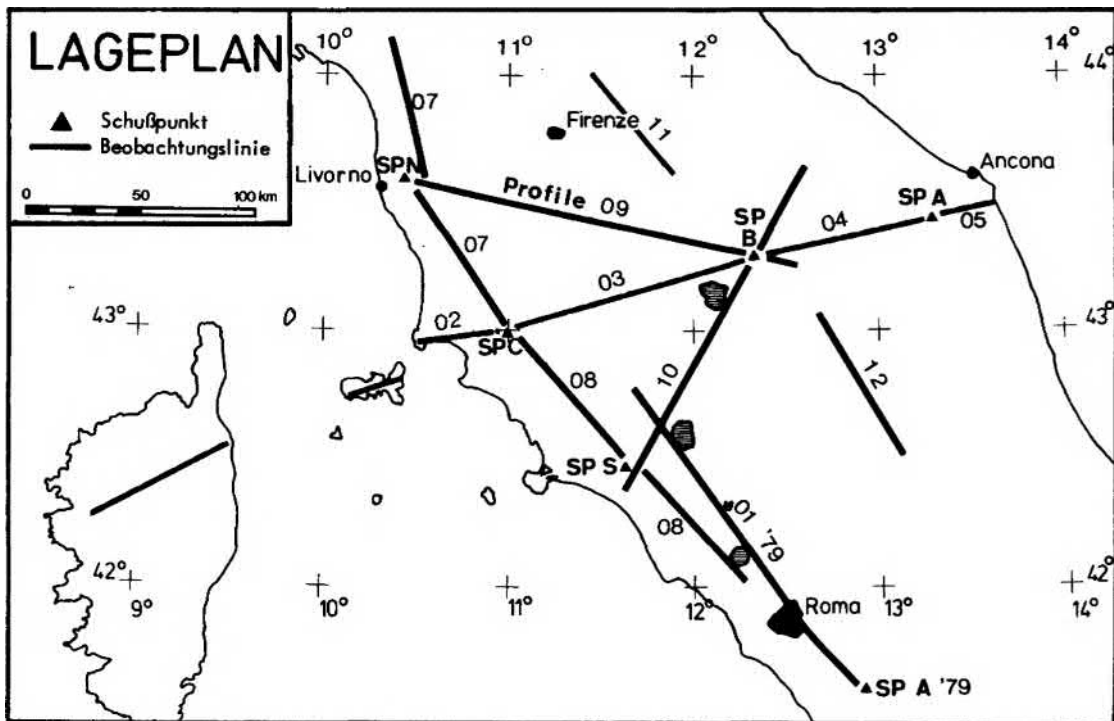 LAGEPLAN
Schußpunkt
Beobachtungslinie
0 50 100 km
10° 11° 12° 13° 14°
44°
07
11
Firenze
Ancona
Livorno
SPN
Profile
09
SP
B
04
SP A
05
07
03
43°
43°
02
SPC
08
10
12
SP S
08
01 '79
42°
42°
9° 10° 11° 12° 13° 14°
Roma
SP A '79